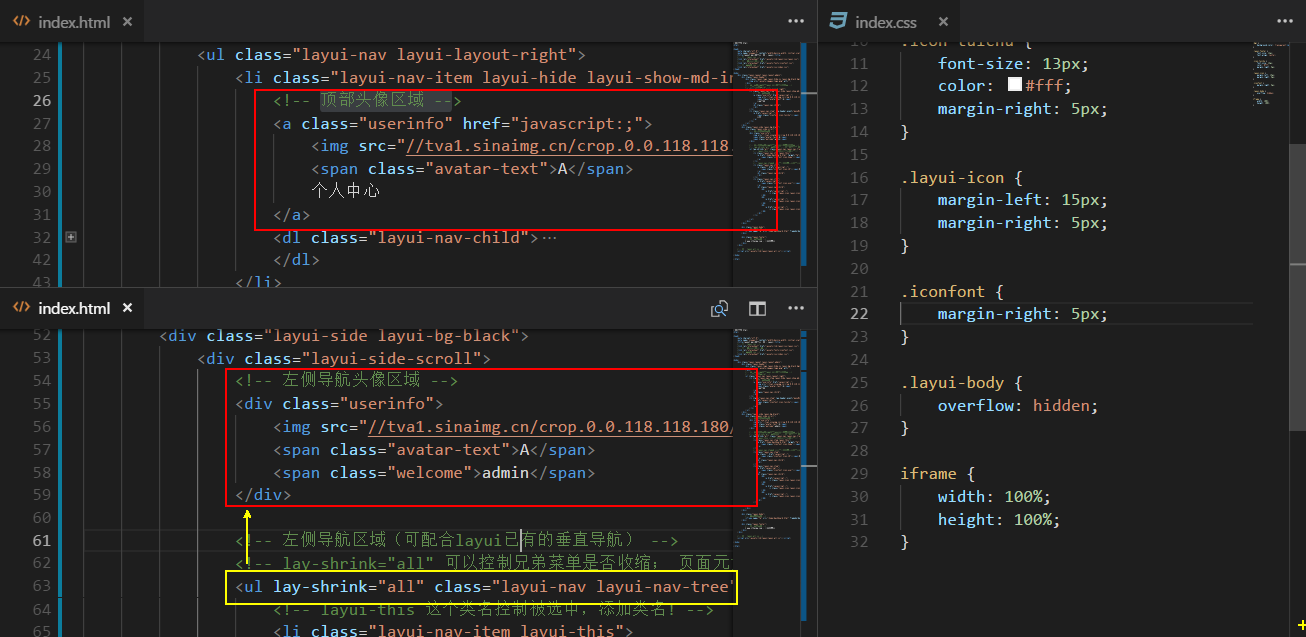 index.html
24 <ul class="layui-nav layui-layout-right">
25 <li class="layui-nav-item layui-hide layui-show-md-in
26 <!-- 顶部头像区域 -->
27 <a class="userinfo" href="javascript:;">
28 <img src="//tva1.sinaimg.cn/crop.0.0.118.118.
29 <span class="avatar-text">A</span>
30 个人中心
31 </a>
32 <dl class="layui-nav-child">…
42 </dl>
43 </li>
index.html
52 <div class="layui-side layui-bg-black">
53 <div class="layui-side-scroll">
54 <!-- 左侧导航头像区域 -->
55 <div class="userinfo">
56 <img src="//tva1.sinaimg.cn/crop.0.0.118.118.180/
57 <span class="avatar-text">A</span>
58 <span class="welcome">admin</span>
59 </div>
60
61 <!-- 左侧导航区域（可配合layui已有的垂直导航） -->
62 <!-- lay-shrink="all" 可以控制兄弟菜单是否收缩； 页面元
63 <ul lay-shrink="all" class="layui-nav layui-nav-tree"
64 <!-- layui-this 这个类名控制被选中，添加类名! -->
65 <li class="layui-nav-item layui-this">
index.css
10 .icon-tuichu {
11 font-size: 13px;
12 color: #fff;
13 margin-right: 5px;
14 }
15
16 .layui-icon {
17 margin-left: 15px;
18 margin-right: 5px;
19 }
20
21 .iconfont {
22 margin-right: 5px;
23 }
24
25 .layui-body {
26 overflow: hidden;
27 }
28
29 iframe {
30 width: 100%;
31 height: 100%;
32 }